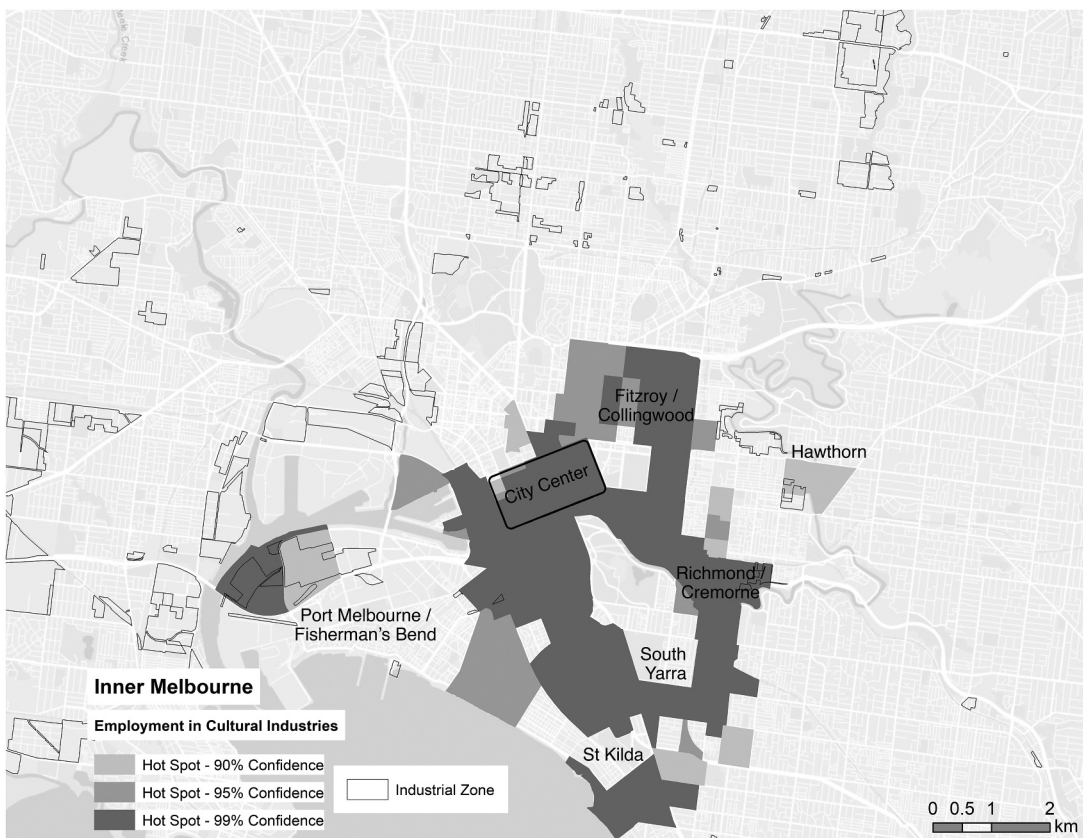 Fitzroy /
Collingwood
Hawthorn
City Center
Richmond /
Cremorne
Port Melbourne /
Fisherman's Bend
South
Yarra
St Kilda
Inner Melbourne
Employment in Cultural Industries
Hot Spot - 90% Confidence
Hot Spot - 95% Confidence
Hot Spot - 99% Confidence
Industrial Zone
0 0.5 1 2
km